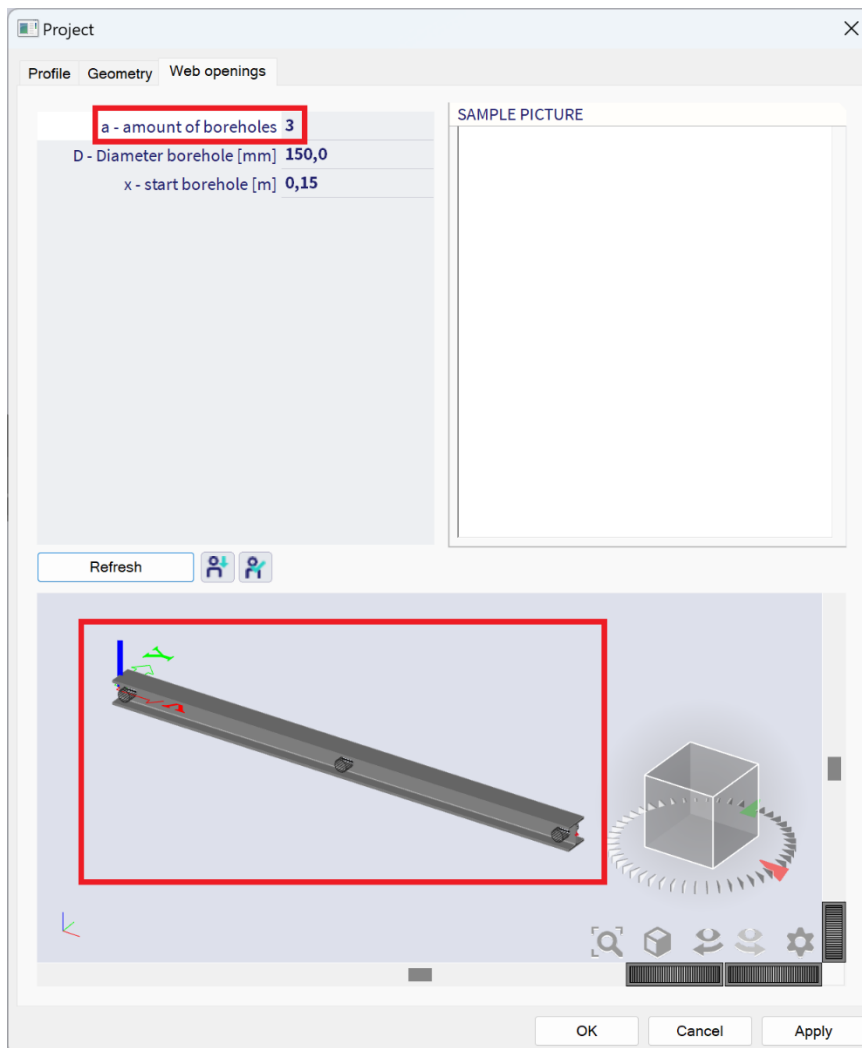 Project
Profile Geometry Web openings
a - amount of boreholes 3
D - Diameter borehole [mm] 150,0
x - start borehole [m] 0,15
SAMPLE PICTURE
Refresh
Y
OK Cancel Apply